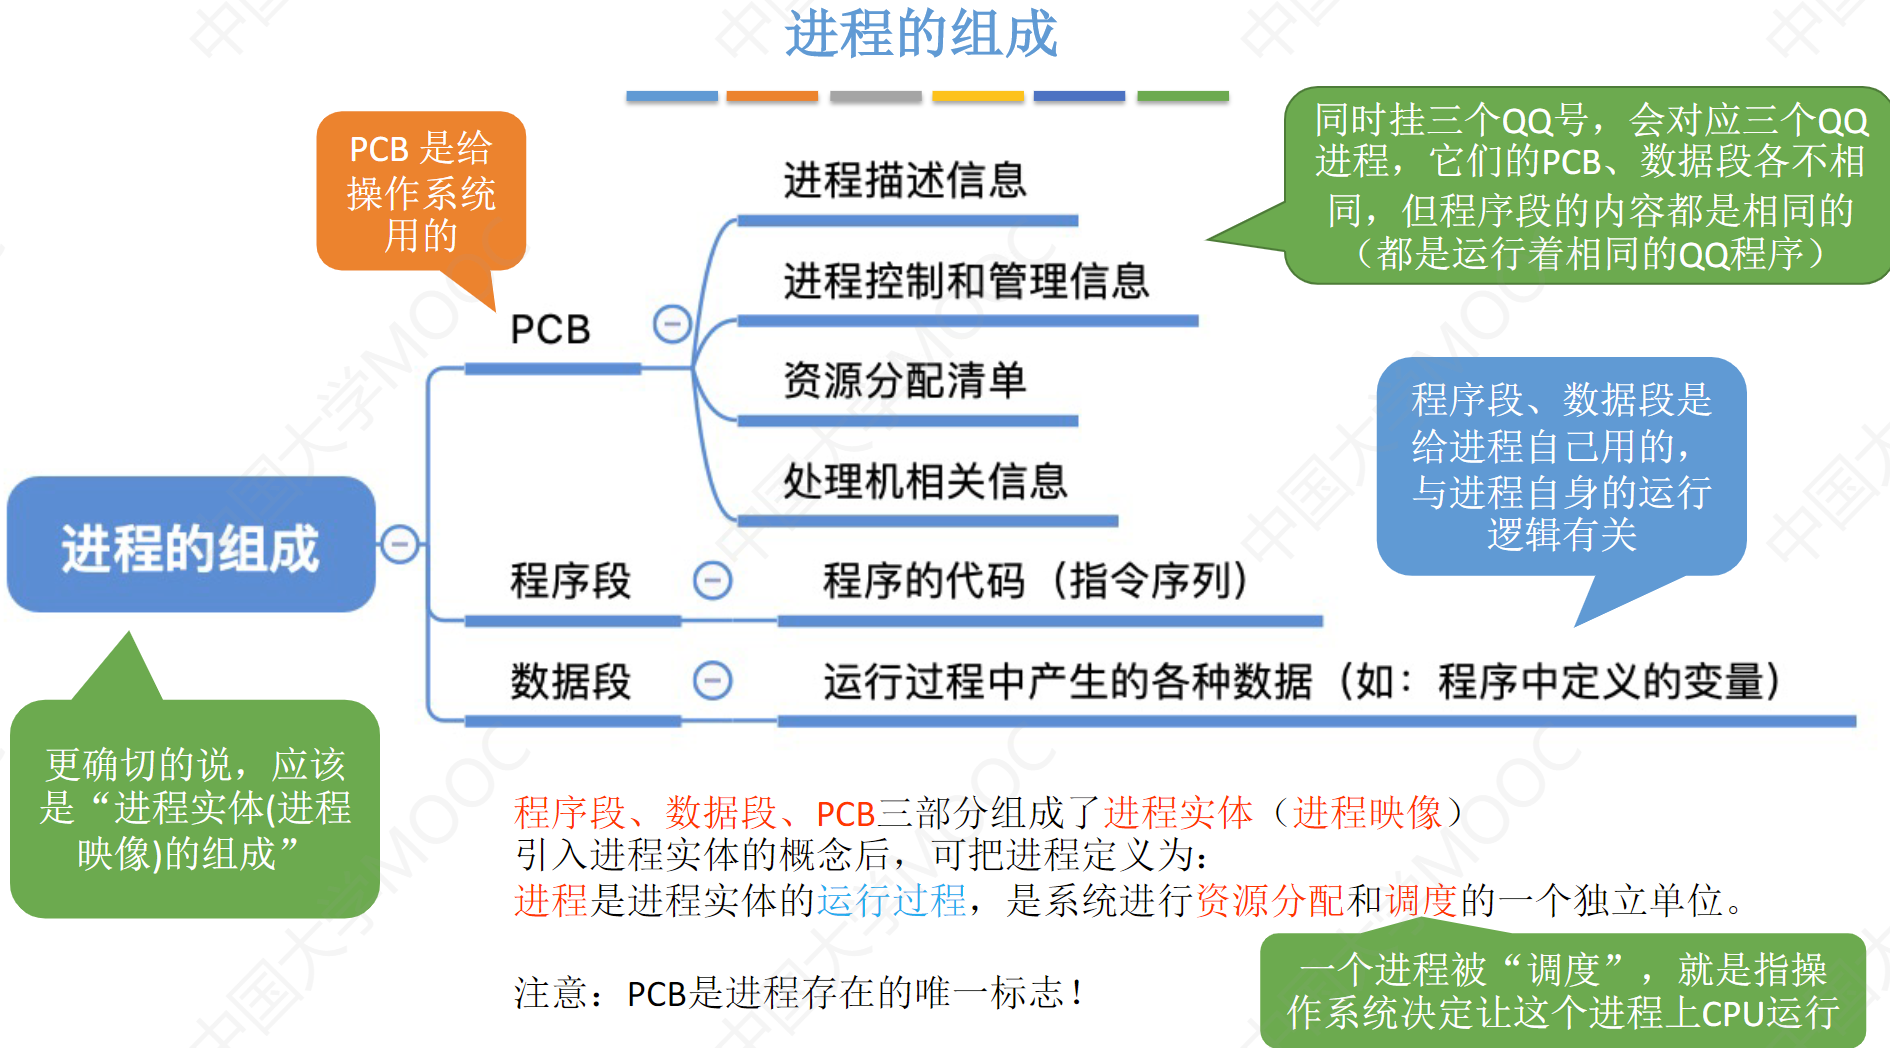 进程的组成
PCB 是给
操作系统
用的
同时挂三个QQ号，会对应三个QQ
进程，它们的PCB、数据段各不相
同，但程序段的内容都是相同的
（都是运行着相同的QQ程序）
进程描述信息
进程控制和管理信息
PCB
资源分配清单
处理机相关信息
程序段、数据段是
给进程自己用的，
与进程自身的运行
逻辑有关
进程的组成
程序段
程序的代码（指令序列）
数据段
运行过程中产生的各种数据（如：程序中定义的变量）
更确切的说，应该
是“进程实体(进程
映像)的组成”
程序段、数据段、PCB三部分组成了进程实体（进程映像）
引入进程实体的概念后，可把进程定义为：
进程是进程实体的运行过程，是系统进行资源分配和调度的一个独立单位。
一个进程被“调度”，就是指操
作系统决定让这个进程上CPU运行
注意：PCB是进程存在的唯一标志！
中国大学MOOC